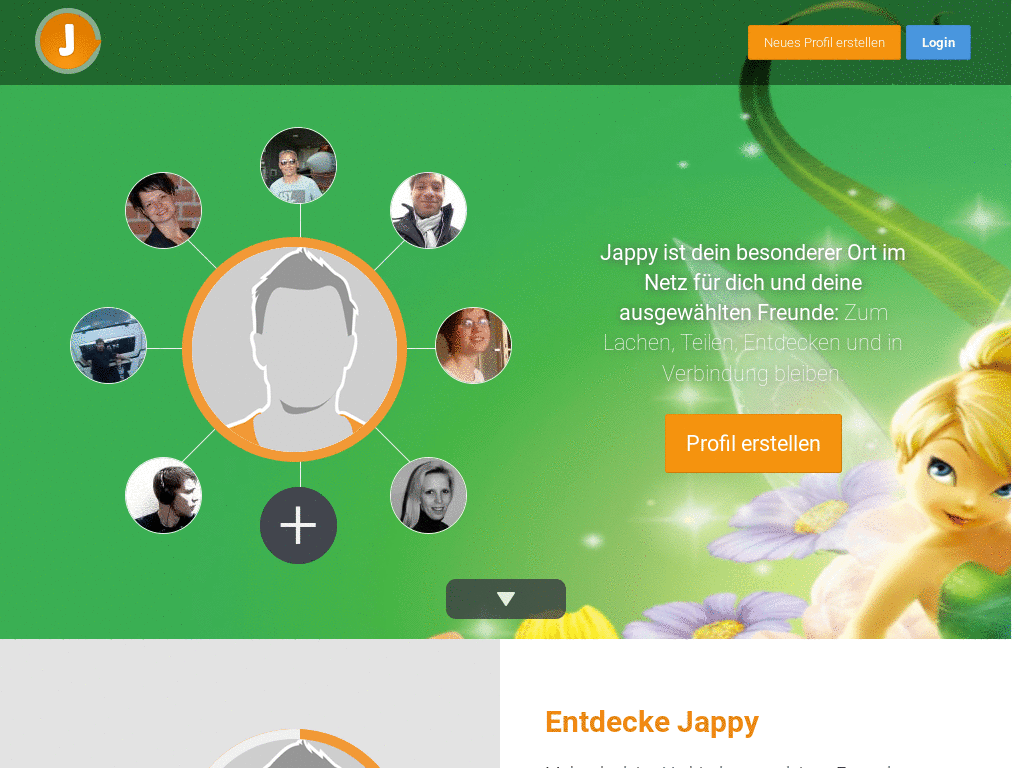 J
Neues Profil erstellen
Login
Jappy ist dein besonderer Ort im
Netz für dich und deine
ausgewählten Freunde: Zum
Lachen, Teilen, Entdecken und in
Verbindung bleiben.
Profil erstellen
Entdecke Jappy